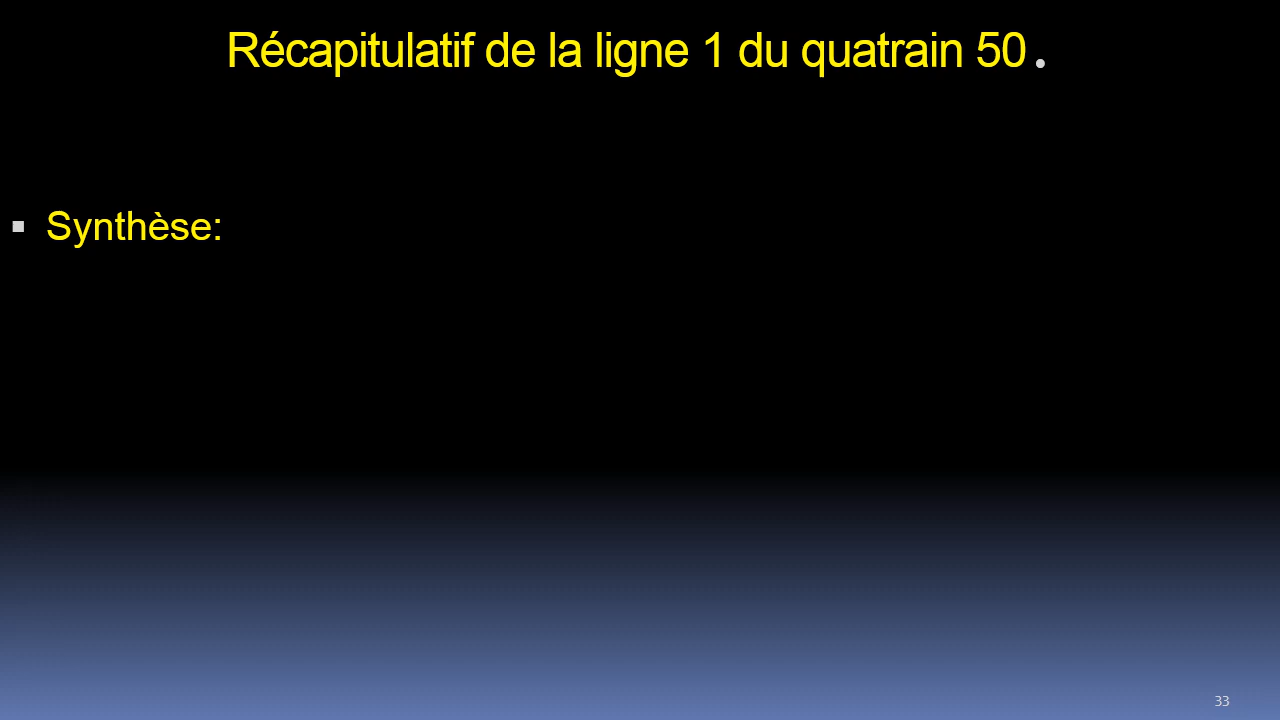 Récapitulatif de la ligne 1 du quatrain 50.
▪ Synthèse:
33